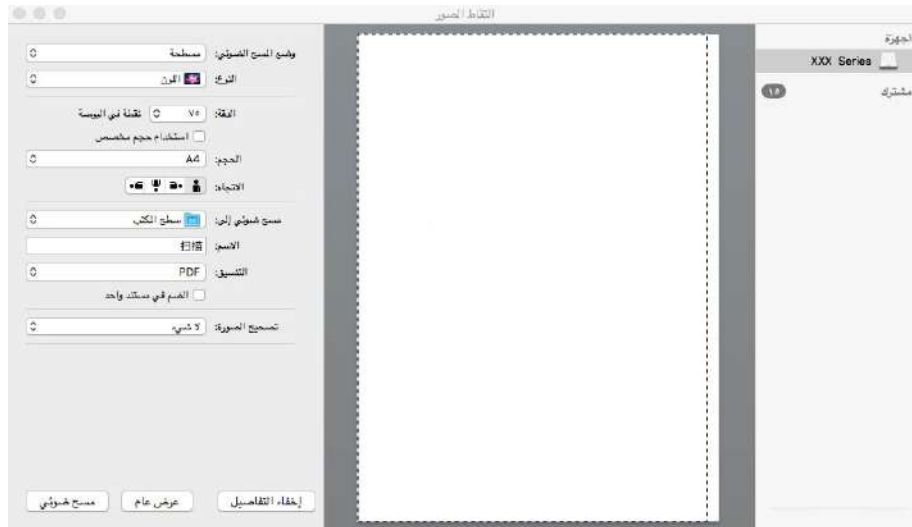 التقاط الصور
أجهزة
XXX Series
مشترك
١٥
وضع المسح الضوئي: مسطحة
النوع: اللون
الدقة: ٧٥ نقطة في البوصة
استخدام حجم مخصص
الحجم: A4
الاتجاه:
مسح ضوئي إلى: سطح المكتب
الاسم: 扫描
التنسيق: PDF
الضم في مستند واحد
تصحيح الصورة: لا شيء
إخفاء التفاصيل
عرض عام
مسح ضوئي